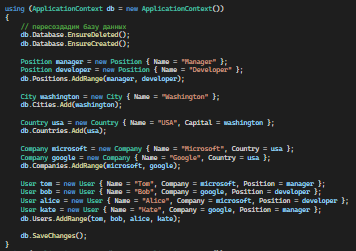 using (ApplicationContext db = new ApplicationContext())
{
// пересоздадим базу данных
db.Database.EnsureDeleted();
db.Database.EnsureCreated();
Position manager = new Position { Name = "Manager" };
Position developer = new Position { Name = "Developer" };
db.Positions.AddRange(manager, developer);
City washington = new City { Name = "Washington" };
db.Cities.Add(washington);
Country usa = new Country { Name = "USA", Capital = washington };
db.Countries.Add(usa);
Company microsoft = new Company { Name = "Microsoft", Country = usa };
Company google = new Company { Name = "Google", Country = usa };
db.Companies.AddRange(microsoft, google);
User tom = new User { Name = "Tom", Company = microsoft, Position = manager };
User bob = new User { Name = "Bob", Company = google, Position = developer };
User alice = new User { Name = "Alice", Company = microsoft, Position = developer };
User kate = new User { Name = "Kate", Company = google, Position = manager };
db.Users.AddRange(tom, bob, alice, kate);
db.SaveChanges();
}